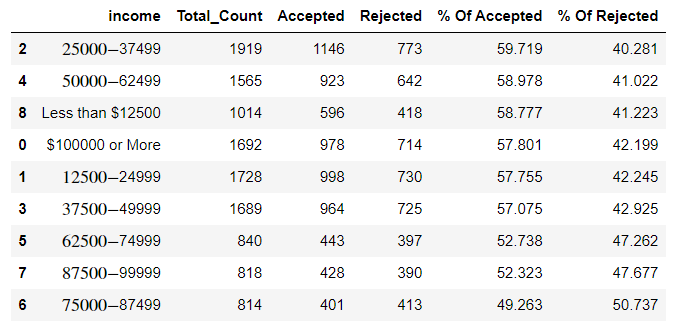 income Total_Count Accepted Rejected % Of Accepted % Of Rejected
2 25000−37499 1919 1146 773 59.719 40.281
4 50000−62499 1565 923 642 58.978 41.022
8 Less than $12500 1014 596 418 58.777 41.223
0 $100000 or More 1692 978 714 57.801 42.199
1 12500−24999 1728 998 730 57.755 42.245
3 37500−49999 1689 964 725 57.075 42.925
5 62500−74999 840 443 397 52.738 47.262
7 87500−99999 818 428 390 52.323 47.677
6 75000−87499 814 401 413 49.263 50.737